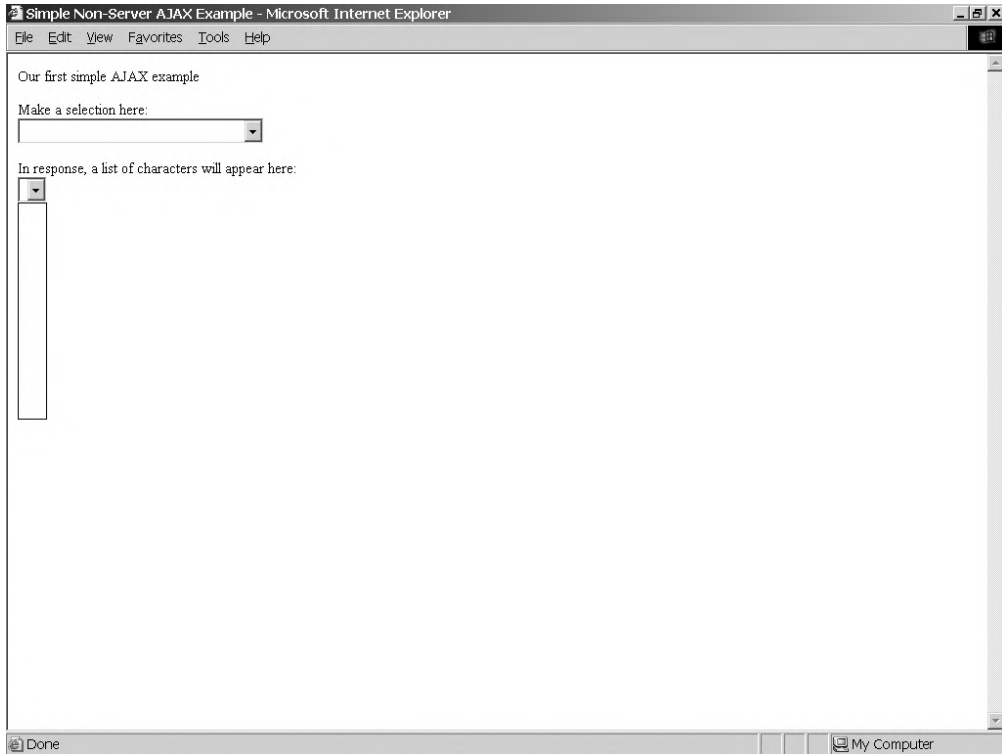 Simple Non-Server AJAX Example - Microsoft Internet Explorer
File Edit View Favorites Tools Help
Our first simple AJAX example
Make a selection here:
In response, a list of characters will appear here:
Done
My Computer